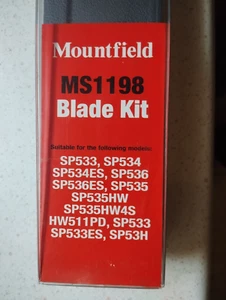 Mountfield
MS1198
Blade Kit
Suitable for the following models:
SP533, SP534
SP534ES, SP536
SP536ES, SP535
SP535HW
SP535HW4S
HW511PD, SP533
SP533ES, SP53H